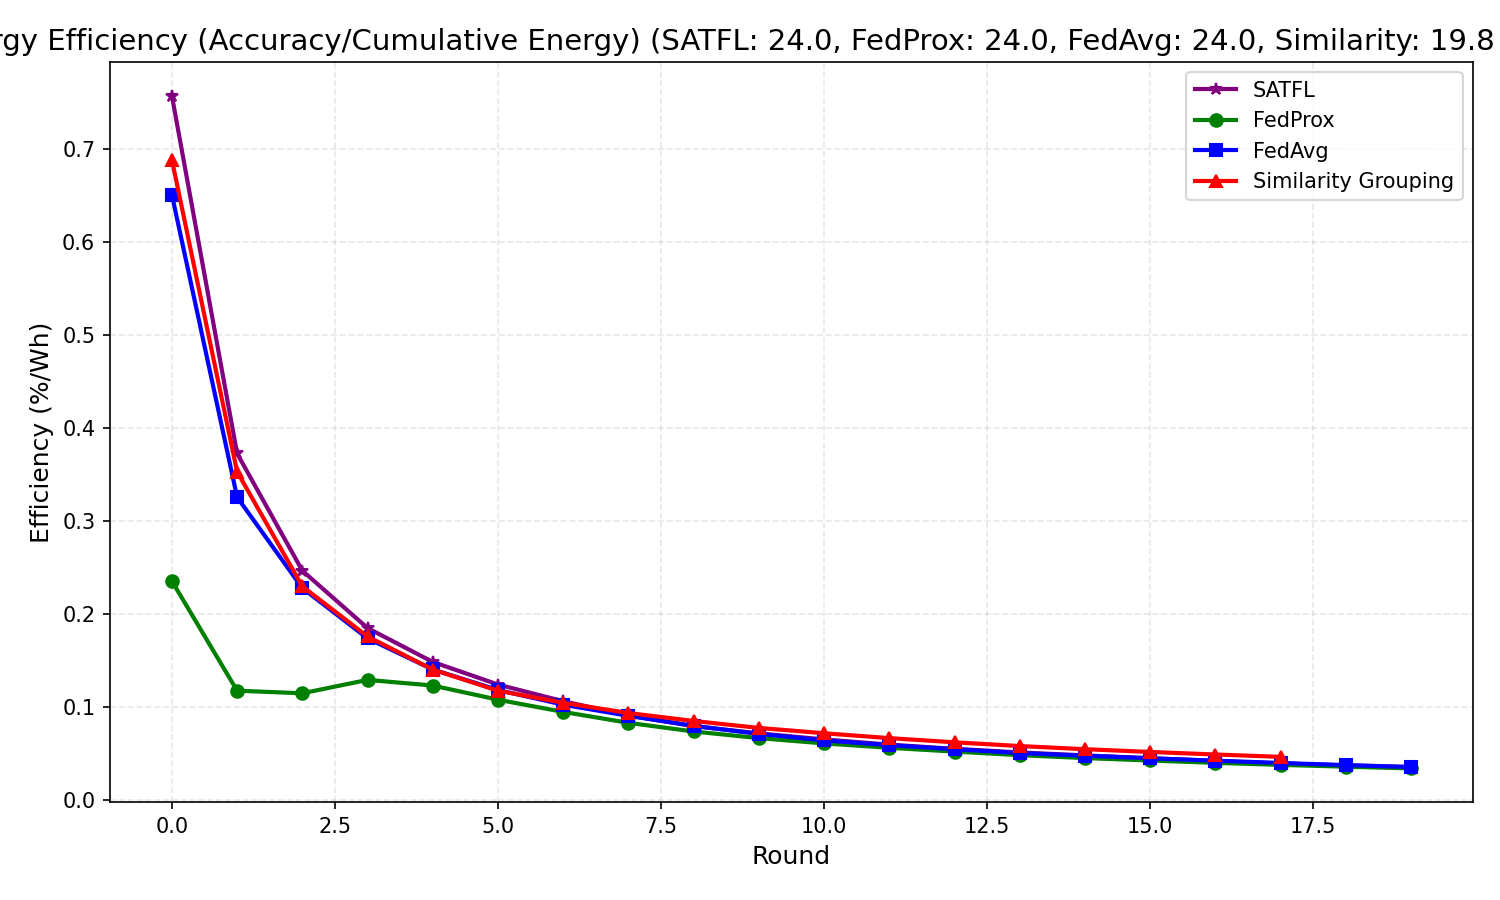 Efficiency (Accuracy/Cumulative Energy) (SATFL: 24.0, FedProx: 24.0, FedAvg: 24.0, Similarity: 19.8
SATFL
FedProx
FedAvg
Similarity Grouping
Efficiency (%/Wh)
0.7
0.6
0.5
0.4
0.3
0.2
0.1
0.0
0.0 2.5 5.0 7.5 10.0 12.5 15.0 17.5
Round